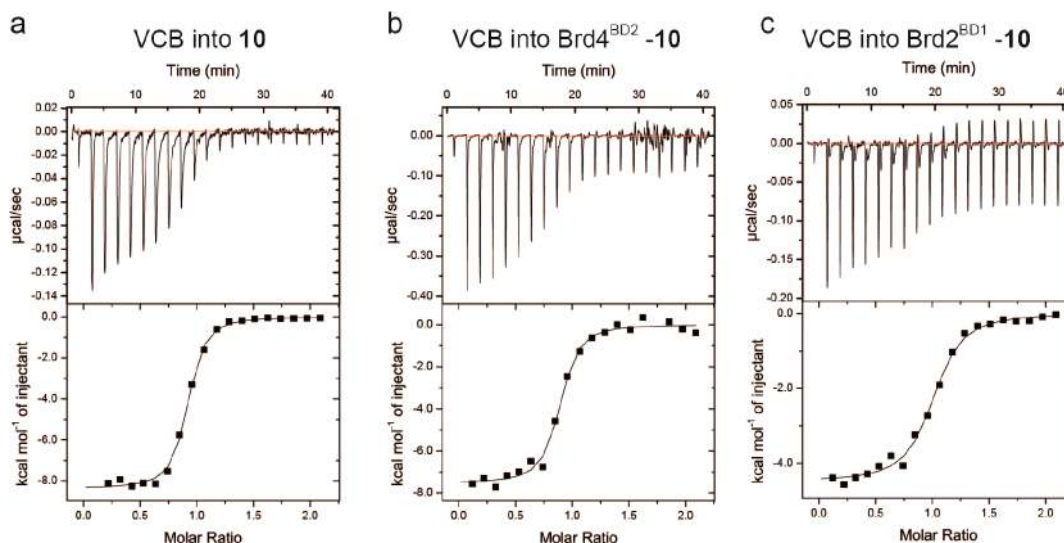 a
VCB into 10
Time (min)
0 10 20 30 40
0.02
0.00
-0.02
-0.04
-0.06
-0.08
-0.10
-0.12
-0.14
µcal/sec
0.0
-2.0
-4.0
-6.0
-8.0
kcal mol⁻¹ of injectant
0.0 0.5 1.0 1.5 2.0
Molar Ratio
b
VCB into Brd4ᴮᴰ² -10
Time (min)
0 10 20 30 40
0.00
-0.10
-0.20
-0.30
-0.40
µcal/sec
0.0
-2.0
-4.0
-6.0
-8.0
kcal mol⁻¹ of injectant
0.0 0.5 1.0 1.5 2.0
Molar Ratio
c
VCB into Brd2ᴮᴰ¹ -10
Time (min)
0 10 20 30 40
0.05
0.00
-0.05
-0.10
-0.15
-0.20
µcal/sec
0.0
-2.0
-4.0
kcal mol⁻¹ of injectant
0.0 0.5 1.0 1.5 2.0
Molar Ratio